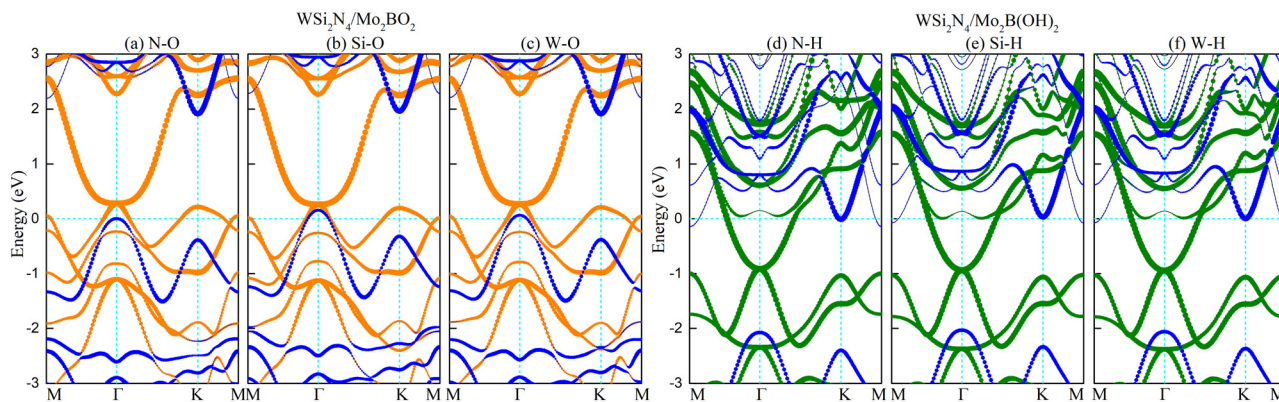 WSi₂N₄/Mo₂BO₂
WSi₂N₄/Mo₂B(OH)₂
(a) N-O
(b) Si-O
(c) W-O
(d) N-H
(e) Si-H
(f) W-H
Energy (eV)
3
2
1
0
-1
-2
-3
M Γ K M
M Γ K M
M Γ K M
Energy (eV)
3
2
1
0
-1
-2
-3
M Γ K M
M Γ K M
M Γ K M